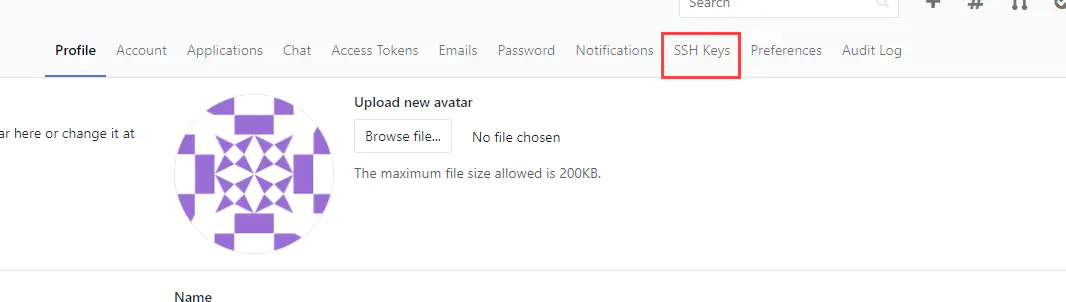 Search
Profile Account Applications Chat Access Tokens Emails Password Notifications SSH Keys Preferences Audit Log
Upload new avatar
ar here or change it at
Browse file... No file chosen
The maximum file size allowed is 200KB.
Name